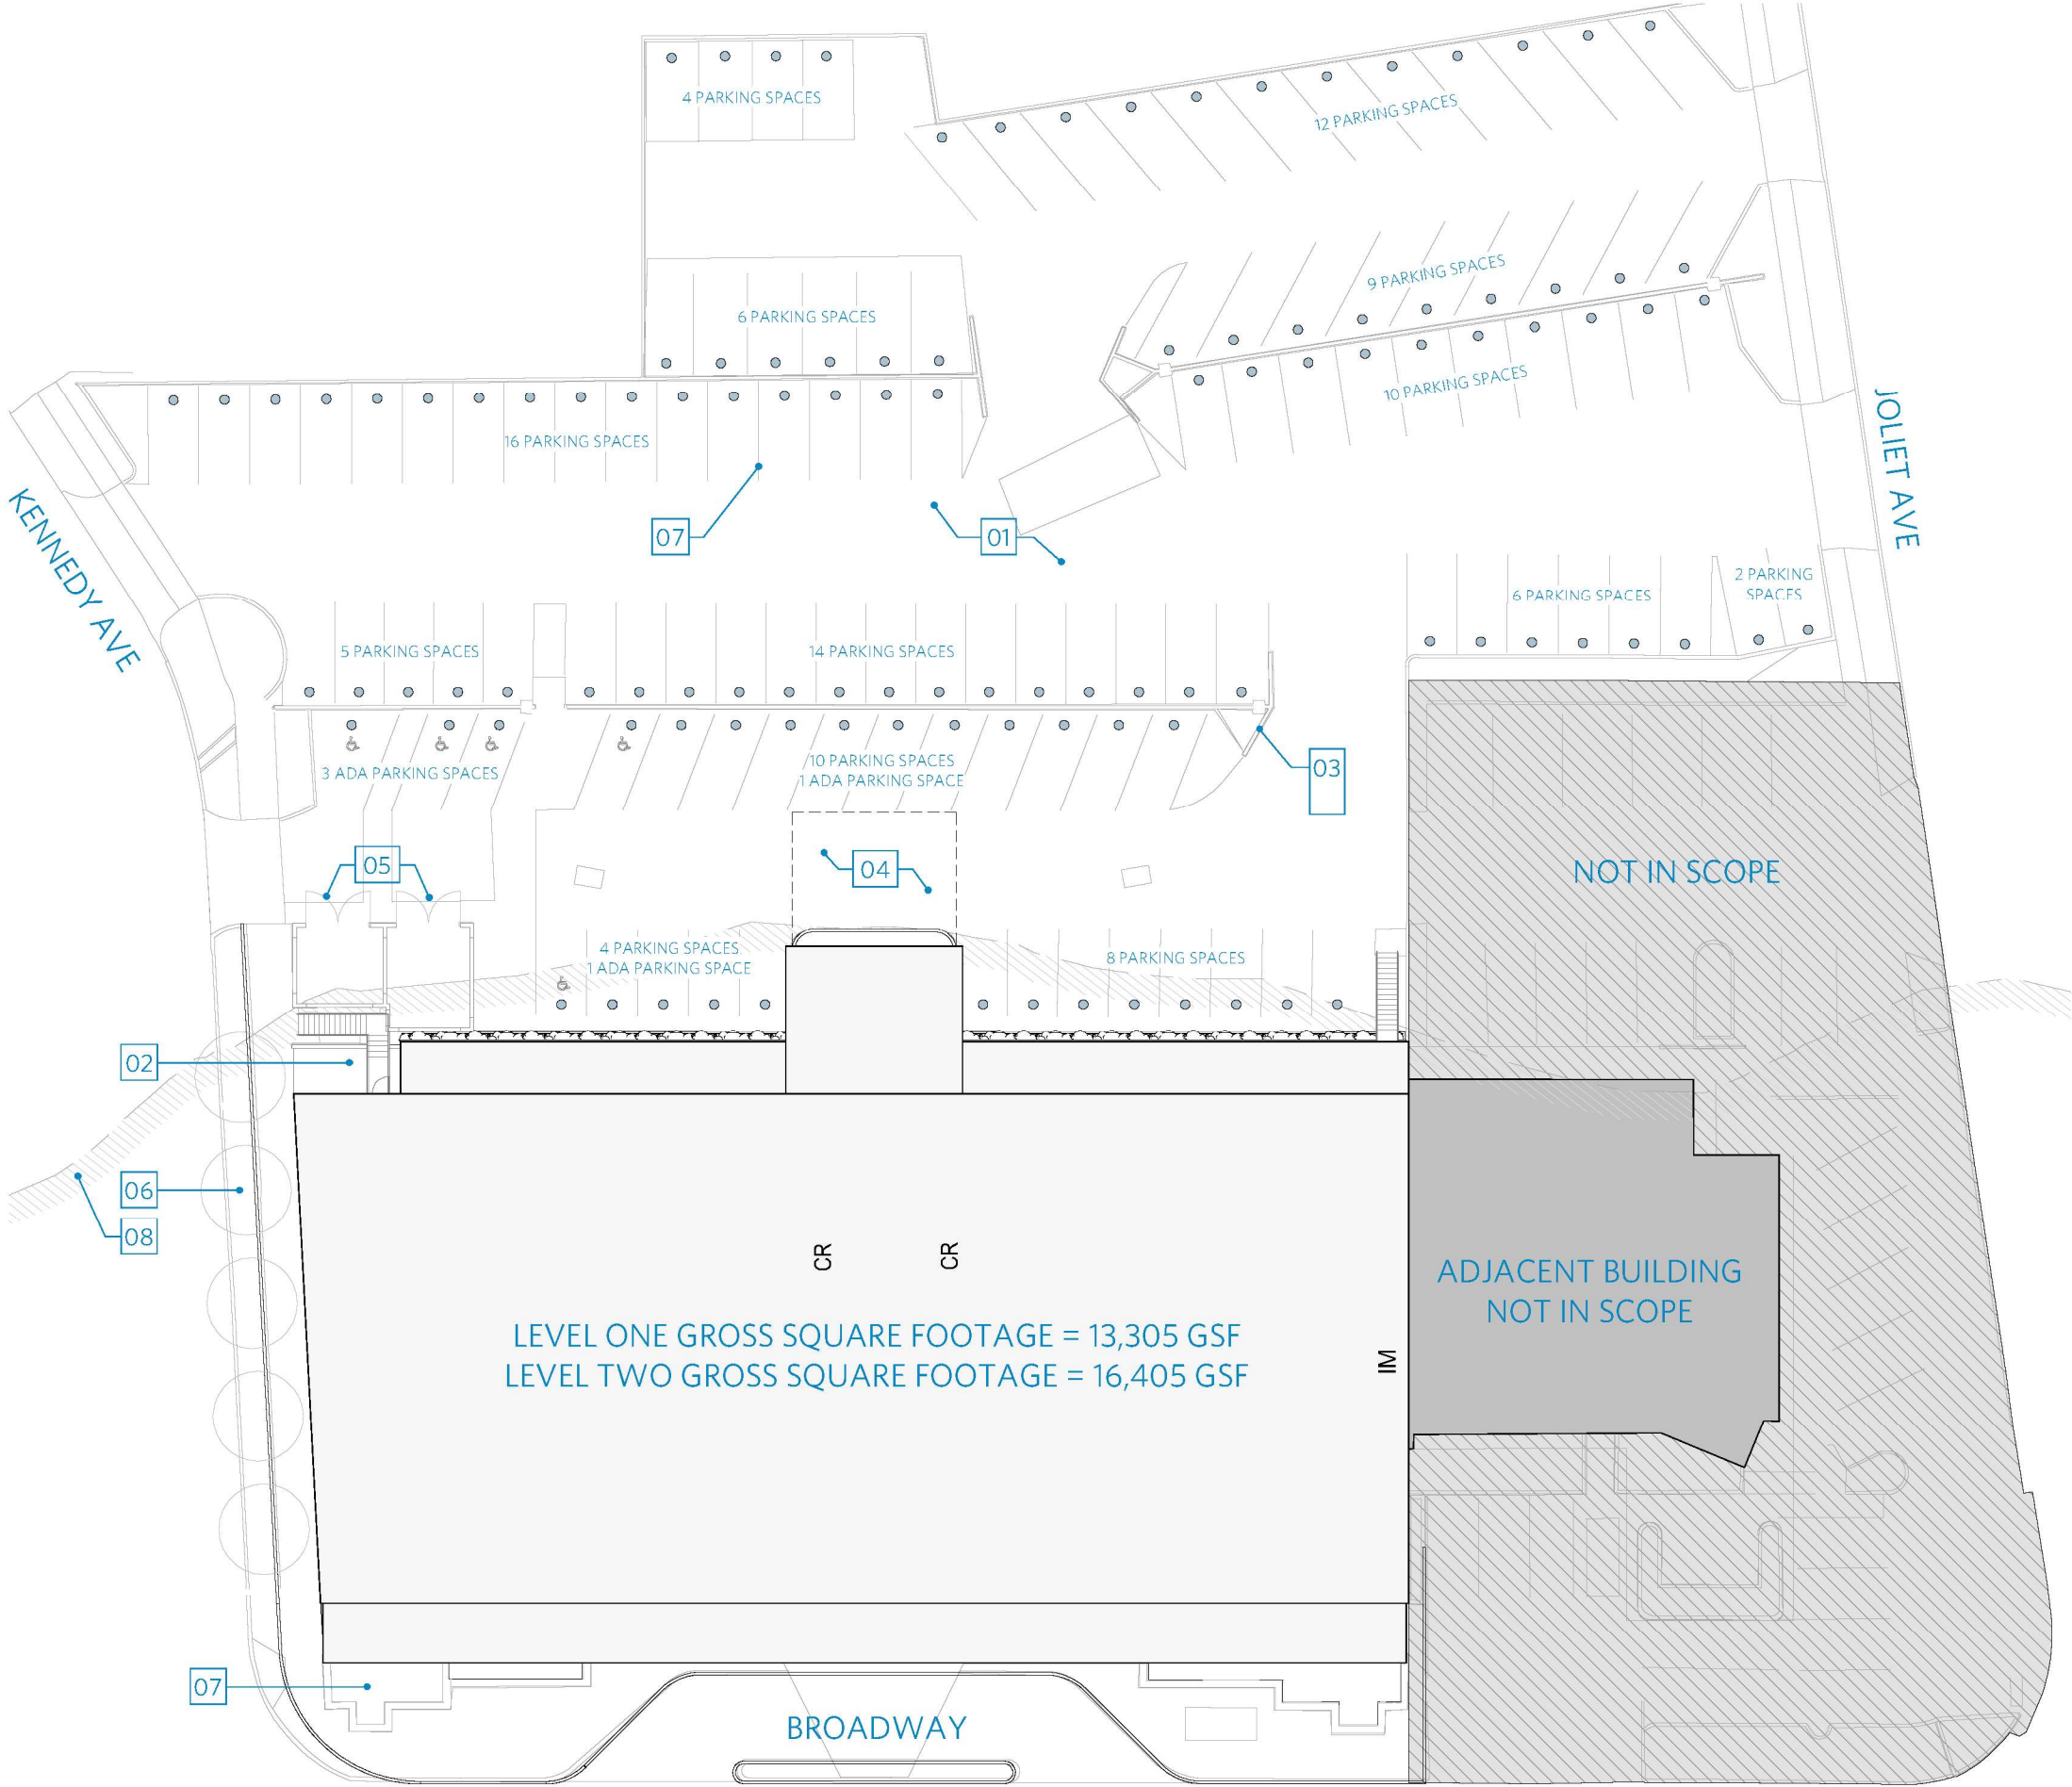 4 PARKING SPACES
12 PARKING SPACES
9 PARKING SPACES
6 PARKING SPACES
10 PARKING SPACES
16 PARKING SPACES
JOLIET AVE
KENNEDY AVE
07
01
2 PARKING
SPACES
6 PARKING SPACES
5 PARKING SPACES
14 PARKING SPACES
3 ADA PARKING SPACES
10 PARKING SPACES
1 ADA PARKING SPACE
03
05
04
NOT IN SCOPE
4 PARKING SPACES
1 ADA PARKING SPACE
8 PARKING SPACES
02
06
08
CR
CR
ADJACENT BUILDING
NOT IN SCOPE
LEVEL ONE GROSS SQUARE FOOTAGE = 13,305 GSF
LEVEL TWO GROSS SQUARE FOOTAGE = 16,405 GSF
IM
07
BROADWAY